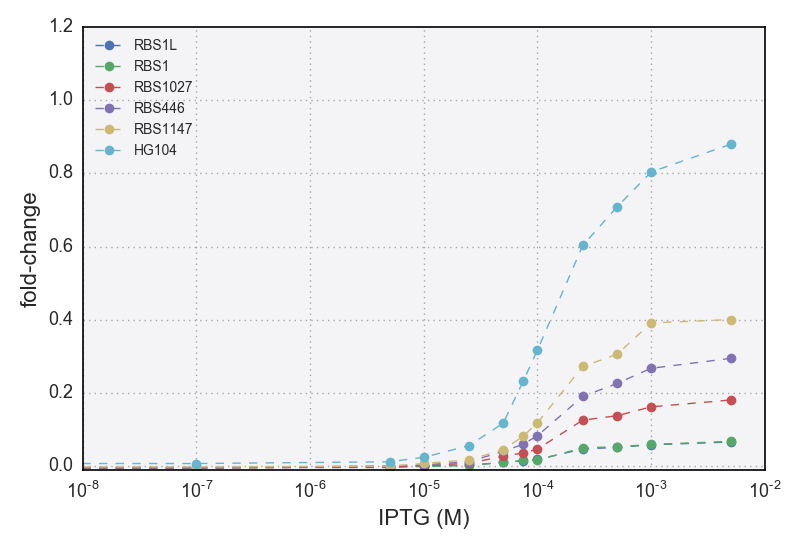 1.2
1.0
0.8
0.6
0.4
0.2
0.0
fold-change
RBS1L
RBS1
RBS1027
RBS446
RBS1147
HG104
10⁻⁸ 10⁻⁷ 10⁻⁶ 10⁻⁵ 10⁻⁴ 10⁻³ 10⁻²
IPTG (M)